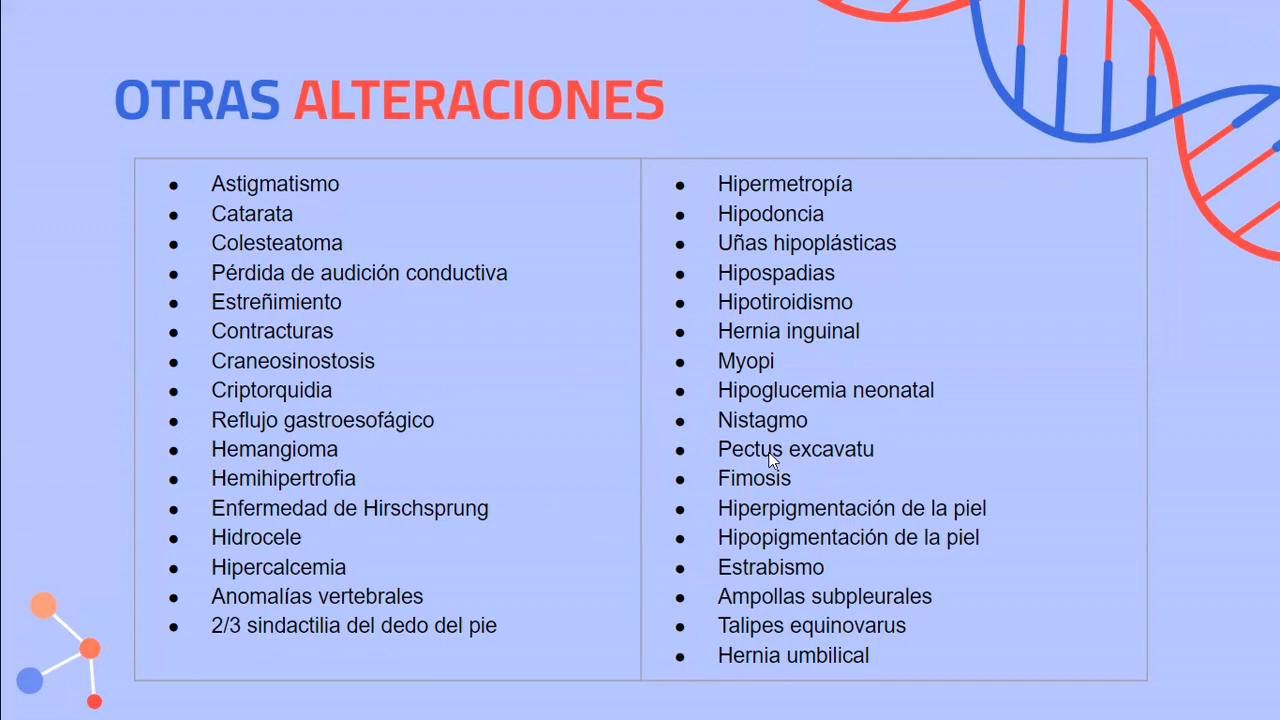 OTRAS ALTERACIONES
● Astigmatismo
● Catarata
● Colesteatoma
● Pérdida de audición conductiva
● Estreñimiento
● Contracturas
● Craneosinostosis
● Criptorquidia
● Reflujo gastroesofágico
● Hemangioma
● Hemihipertrofia
● Enfermedad de Hirschsprung
● Hidrocele
● Hipercalcemia
● Anomalías vertebrales
● 2/3 sindactilia del dedo del pie
● Hipermetropía
● Hipodoncia
● Uñas hipoplásticas
● Hipospadias
● Hipotiroidismo
● Hernia inguinal
● Myopi
● Hipoglucemia neonatal
● Nistagmo
● Pectus excavatu
● Fimosis
● Hiperpigmentación de la piel
● Hipopigmentación de la piel
● Estrabismo
● Ampollas subpleurales
● Talipes equinovarus
● Hernia umbilical